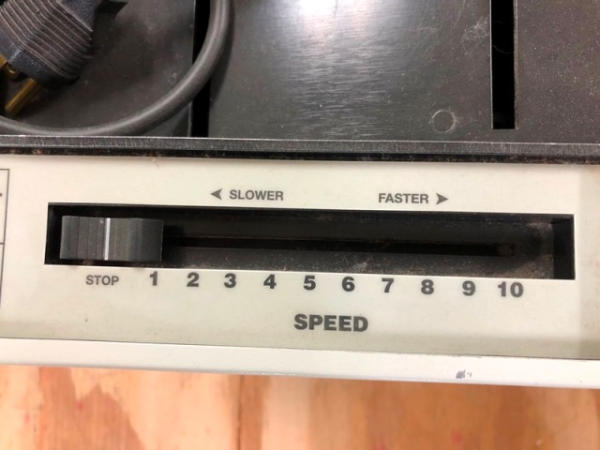 ◄ SLOWER FASTER ►
STOP 1 2 3 4 5 6 7 8 9 10
SPEED